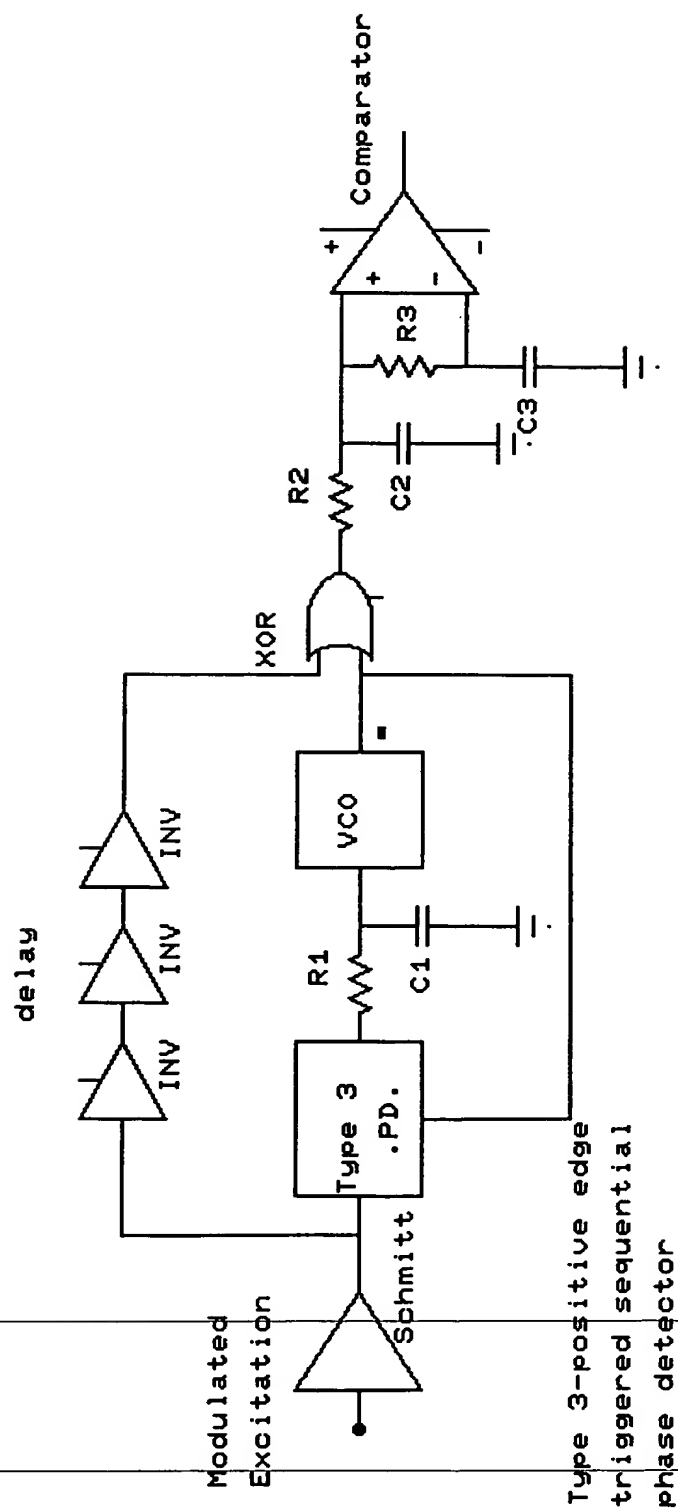 delay
INV
INV
INV
Modulated
Excitation
Schmitt
Type 3
.PD.
R1
C1
VCO
XOR
R2
C2
R3
C3
+
-
+
-
Comparator
Type 3-positive edge
triggered sequential
phase detector